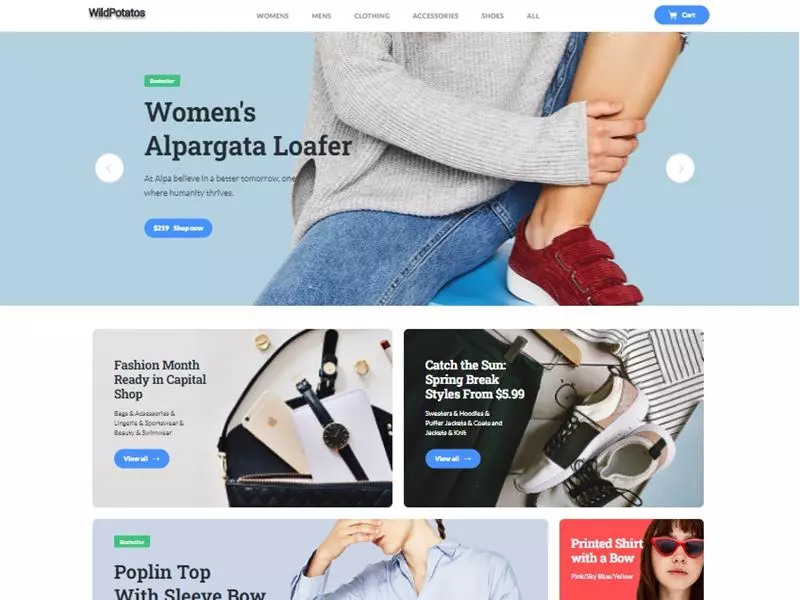 WildPotatos
WOMENS MENS CLOTHING ACCESSORIES SHOES ALL
Cart
Bestseller
Women's
Alpargata Loafer
At Alpa believe in a better tomorrow, one
where humanity thrives.
$219 Shop now
Fashion Month
Ready in Capital
Shop
Bags & Acessories &
Lingerie & Sportswear &
Beauty & Swimwear
View all →
Catch the Sun:
Spring Break
Styles From $5.99
Sweaters & Hoodies &
Puffer Jackets & Coats and
Jackets & Knit
View all →
Bestseller
Poplin Top
With Sleeve Bow
Printed Shirt
with a Bow
Pink/Sky Blue/Yellow